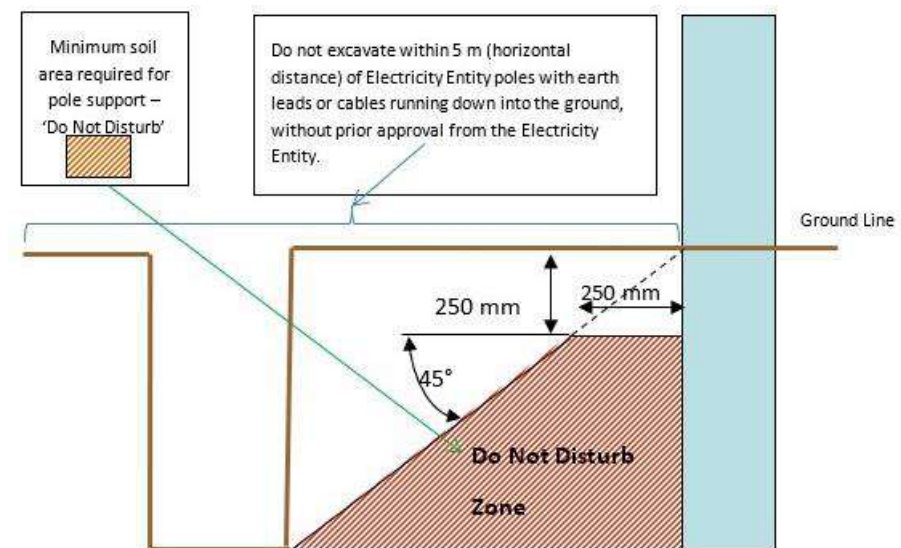 Minimum soil
area required for
pole support –
‘Do Not Disturb’
Do not excavate within 5 m (horizontal
distance) of Electricity Entity poles with earth
leads or cables running down into the ground,
without prior approval from the Electricity
Entity.
Ground Line
250 mm
250 mm
45°
Do Not Disturb
Zone